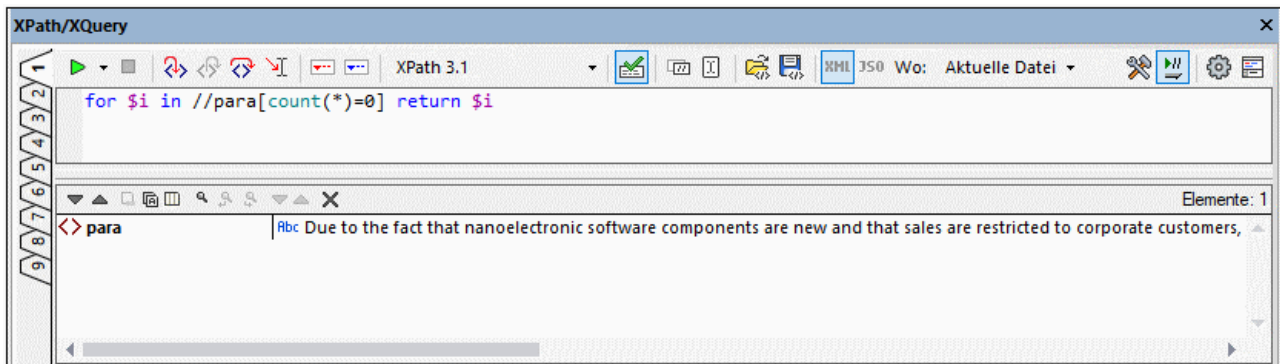 XPath/XQuery
XPath 3.1 XML JSO Wo: Aktuelle Datei
1
2
3
4
5
6
7
8
9
for $i in //para[count(*)=0] return $i
Elemente: 1
<> para Abc Due to the fact that nanoelectronic software components are new and that sales are restricted to corporate customers,